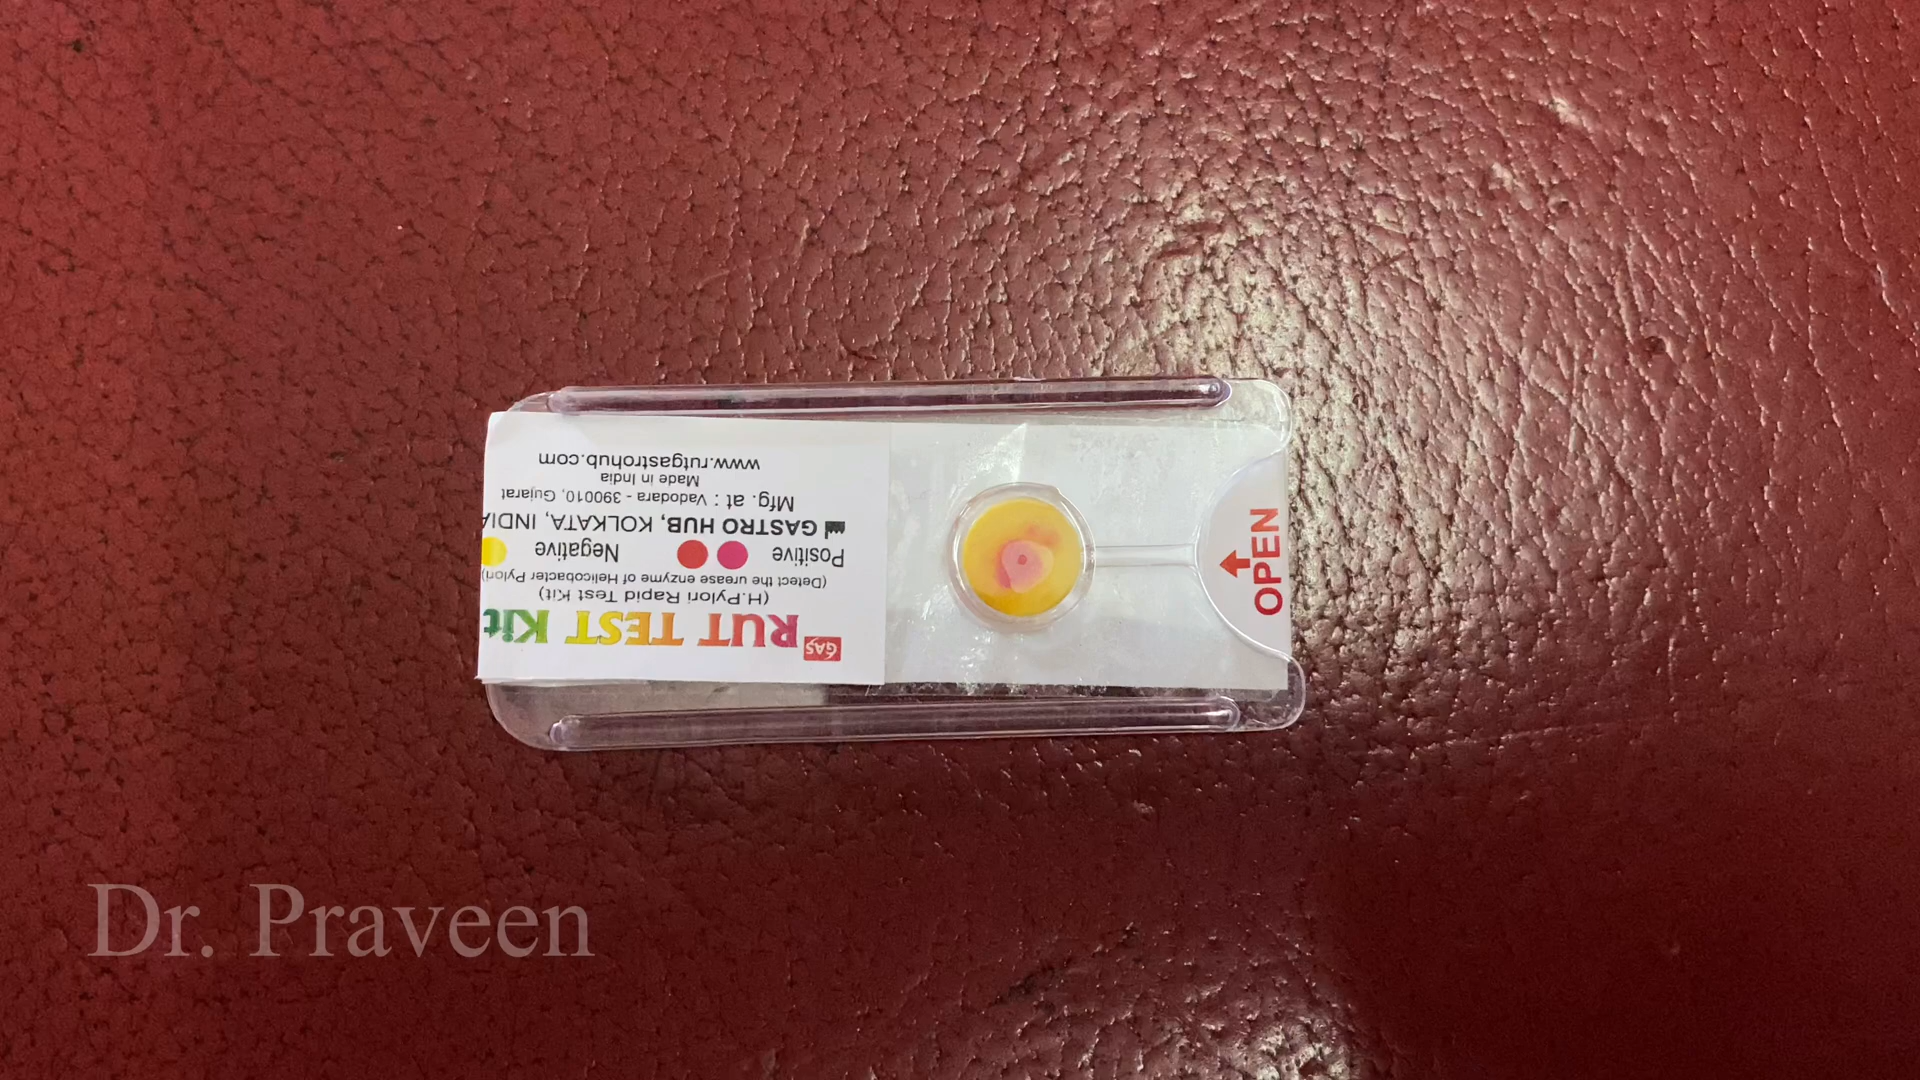 GAS RUT TEST Kit
(H.Pylori Rapid Test Kit)
(Detect the urease enzyme of Helicobacter Pylori)
Positive Negative
GASTRO HUB, KOLKATA, INDIA
Mfg. at : Vadodara - 390010, Gujarat
Made in India
www.rutgastrohub.com
OPEN
Dr. Praveen